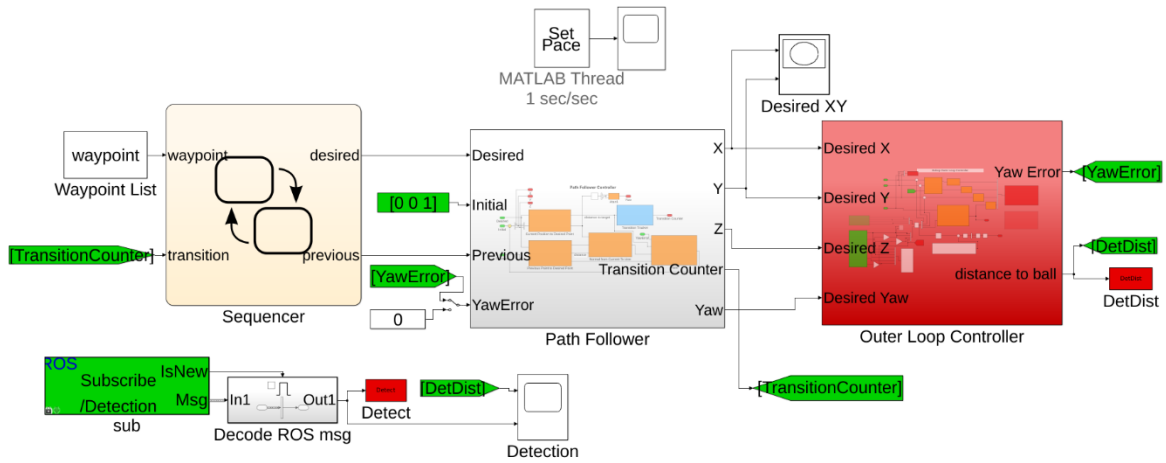 Set
Pace
MATLAB Thread
1 sec/sec
Desired XY
waypoint
Waypoint List
waypoint
desired
[TransitionCounter]
transition
previous
Sequencer
[0 0 1]
[YawError]
0
Desired
Initial
Previous
YawError
Path Follower Controller
X
Y
Z
Transition Counter
Yaw
Path Follower
Desired X
Desired Y
Desired Z
Desired Yaw
Yaw Error
distance to ball
Outer Loop Controller
[YawError]
[DetDist]
DetDist
DetDist
[TransitionCounter]
ROS
Subscribe
/Detection
sub
IsNew
Msg
In1
Out1
Decode ROS msg
Detect
Detect
[DetDist]
Detection